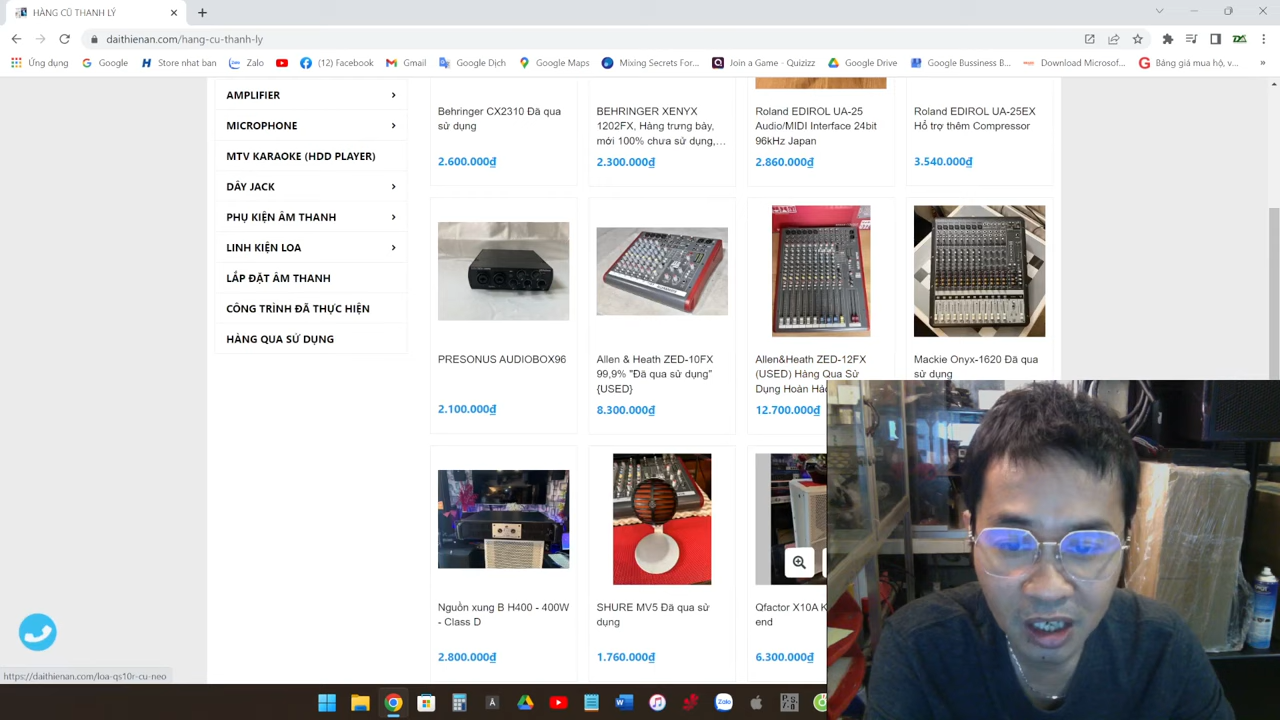 HÀNG CŨ THANH LÝ
daithienan.com/hang-cu-thanh-ly
Ứng dụng
Google
Store nhat ban
Zalo
(12) Facebook
Gmail
Google Dịch
Google Maps
Mixing Secrets For...
Join a Game - Quizizz
Google Drive
Google Bussiness B...
Download Microsof...
Bảng giá mua hộ, v...
AMPLIFIER
MICROPHONE
MTV KARAOKE (HDD PLAYER)
DÂY JACK
PHỤ KIỆN ÂM THANH
LINH KIỆN LOA
LẮP ĐẶT ÂM THANH
CÔNG TRÌNH ĐÃ THỰC HIỆN
HÀNG QUA SỬ DỤNG
Behringer CX2310 Đã qua
sử dụng
2.600.000₫
BEHRINGER XENYX
1202FX, Hàng trưng bày,
mới 100% chưa sử dụng,...
2.300.000₫
Roland EDIROL UA-25
Audio/MIDI Interface 24bit
96kHz Japan
2.860.000₫
Roland EDIROL UA-25EX
Hỗ trợ thêm Compressor
3.540.000₫
PRESONUS AUDIOBOX96
2.100.000₫
Allen & Heath ZED-10FX
99,9% "Đã qua sử dụng"
{USED}
8.300.000₫
Allen&Heath ZED-12FX
(USED) Hàng Qua Sử
Dụng Hoàn Hảo
12.700.000₫
Mackie Onyx-1620 Đã qua
sử dụng
Nguồn xung B H400 - 400W
- Class D
2.800.000₫
SHURE MV5 Đã qua sử
dụng
1.760.000₫
Qfactor X10A K
end
6.300.000₫
https://daithienan.com/loa-qs10r-cu-neo